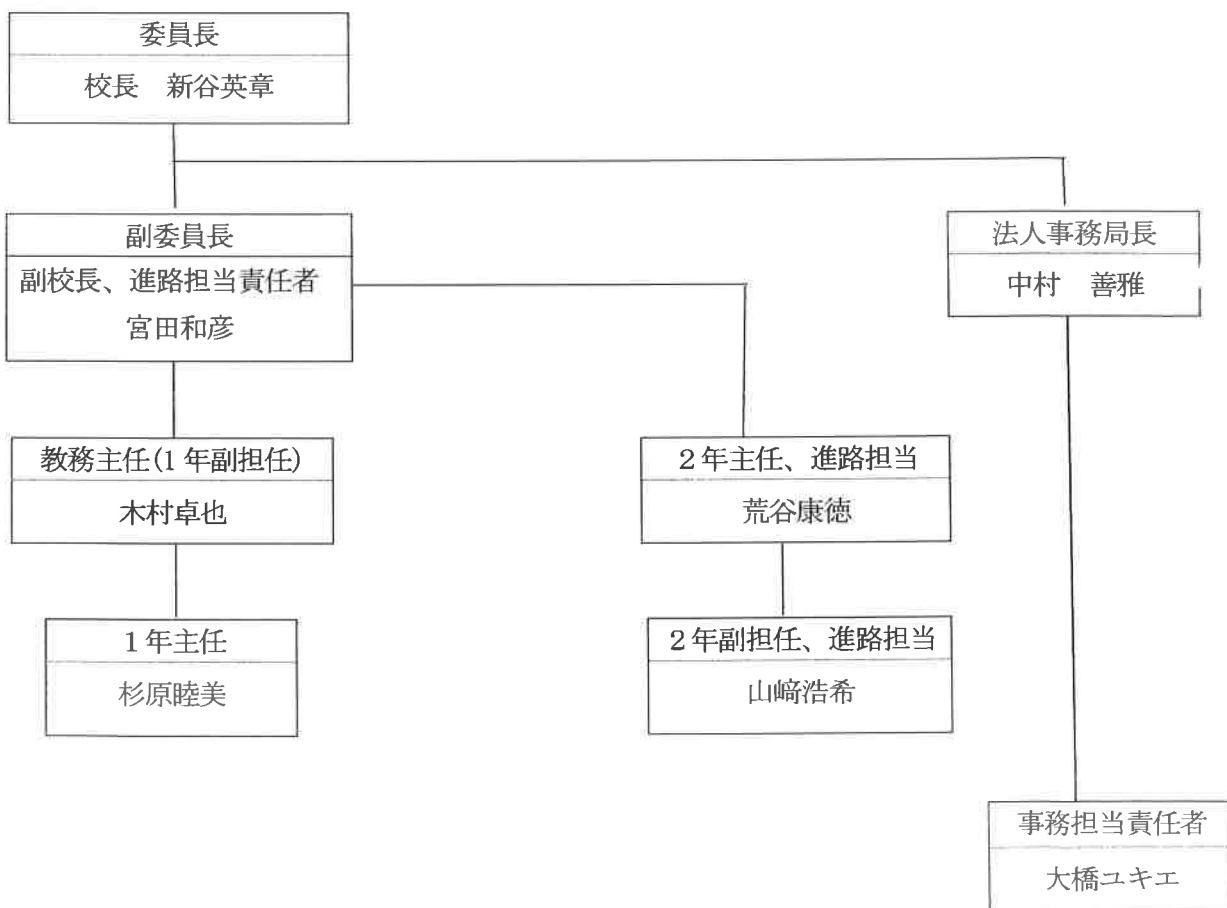 委員長
校長　新谷英章
副委員長
副校長、進路担当責任者
宮田和彦
法人事務局長
中村　善雅
教務主任(1年副担任)
木村卓也
2年主任、進路担当
荒谷康徳
1年主任
杉原睦美
2年副担任、進路担当
山﨑浩希
事務担当責任者
大橋ユキエ